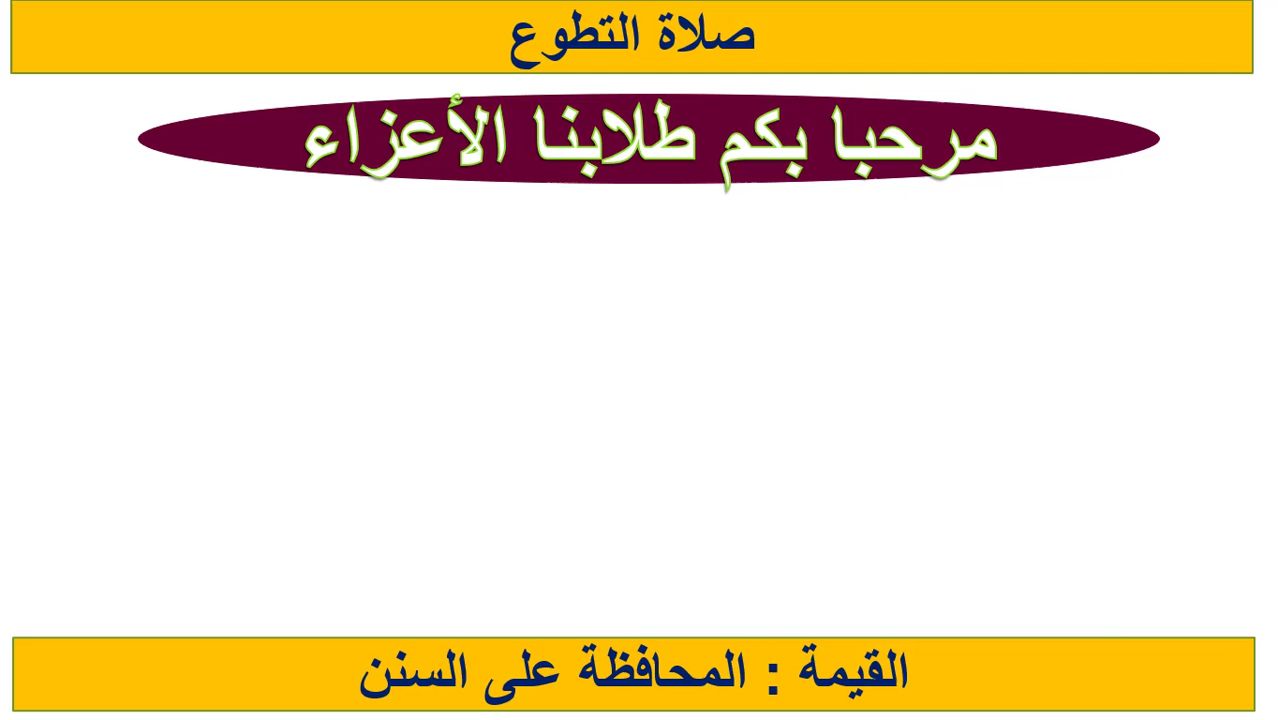 صلاة التطوع
مرحبا بكم طلابنا الأعزاء
القيمة : المحافظة على السنن